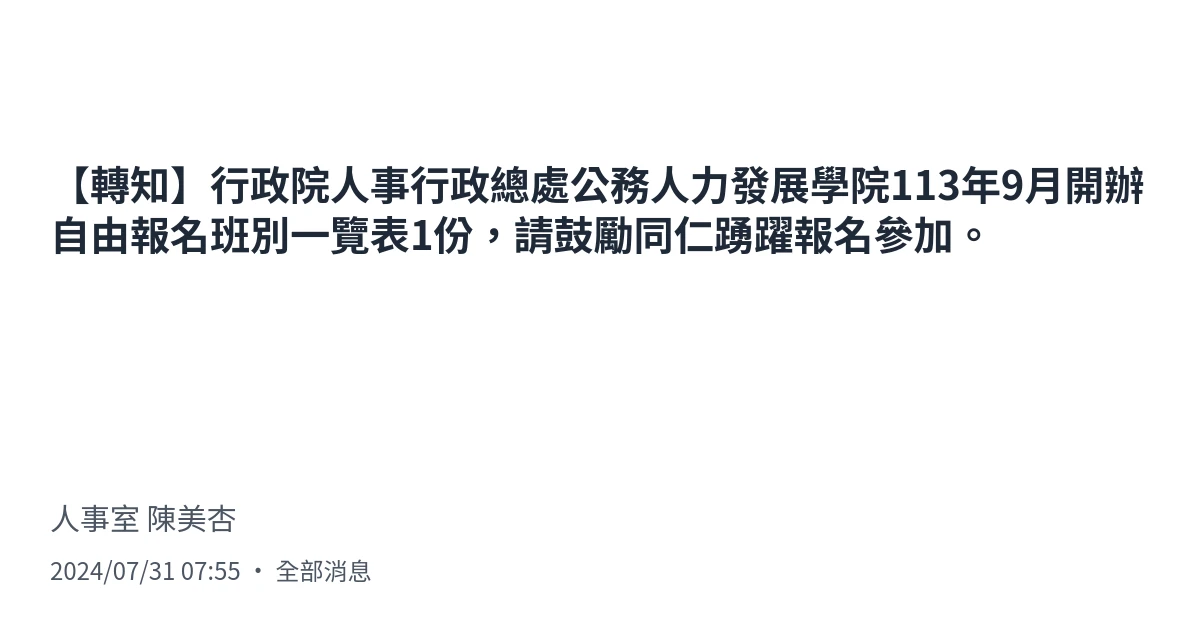 【轉知】行政院人事行政總處公務人力發展學院113年9月開辦
自由報名班別一覽表1份，請鼓勵同仁踴躍報名參加。
人事室 陳美杏
2024/07/31 07:55 • 全部消息